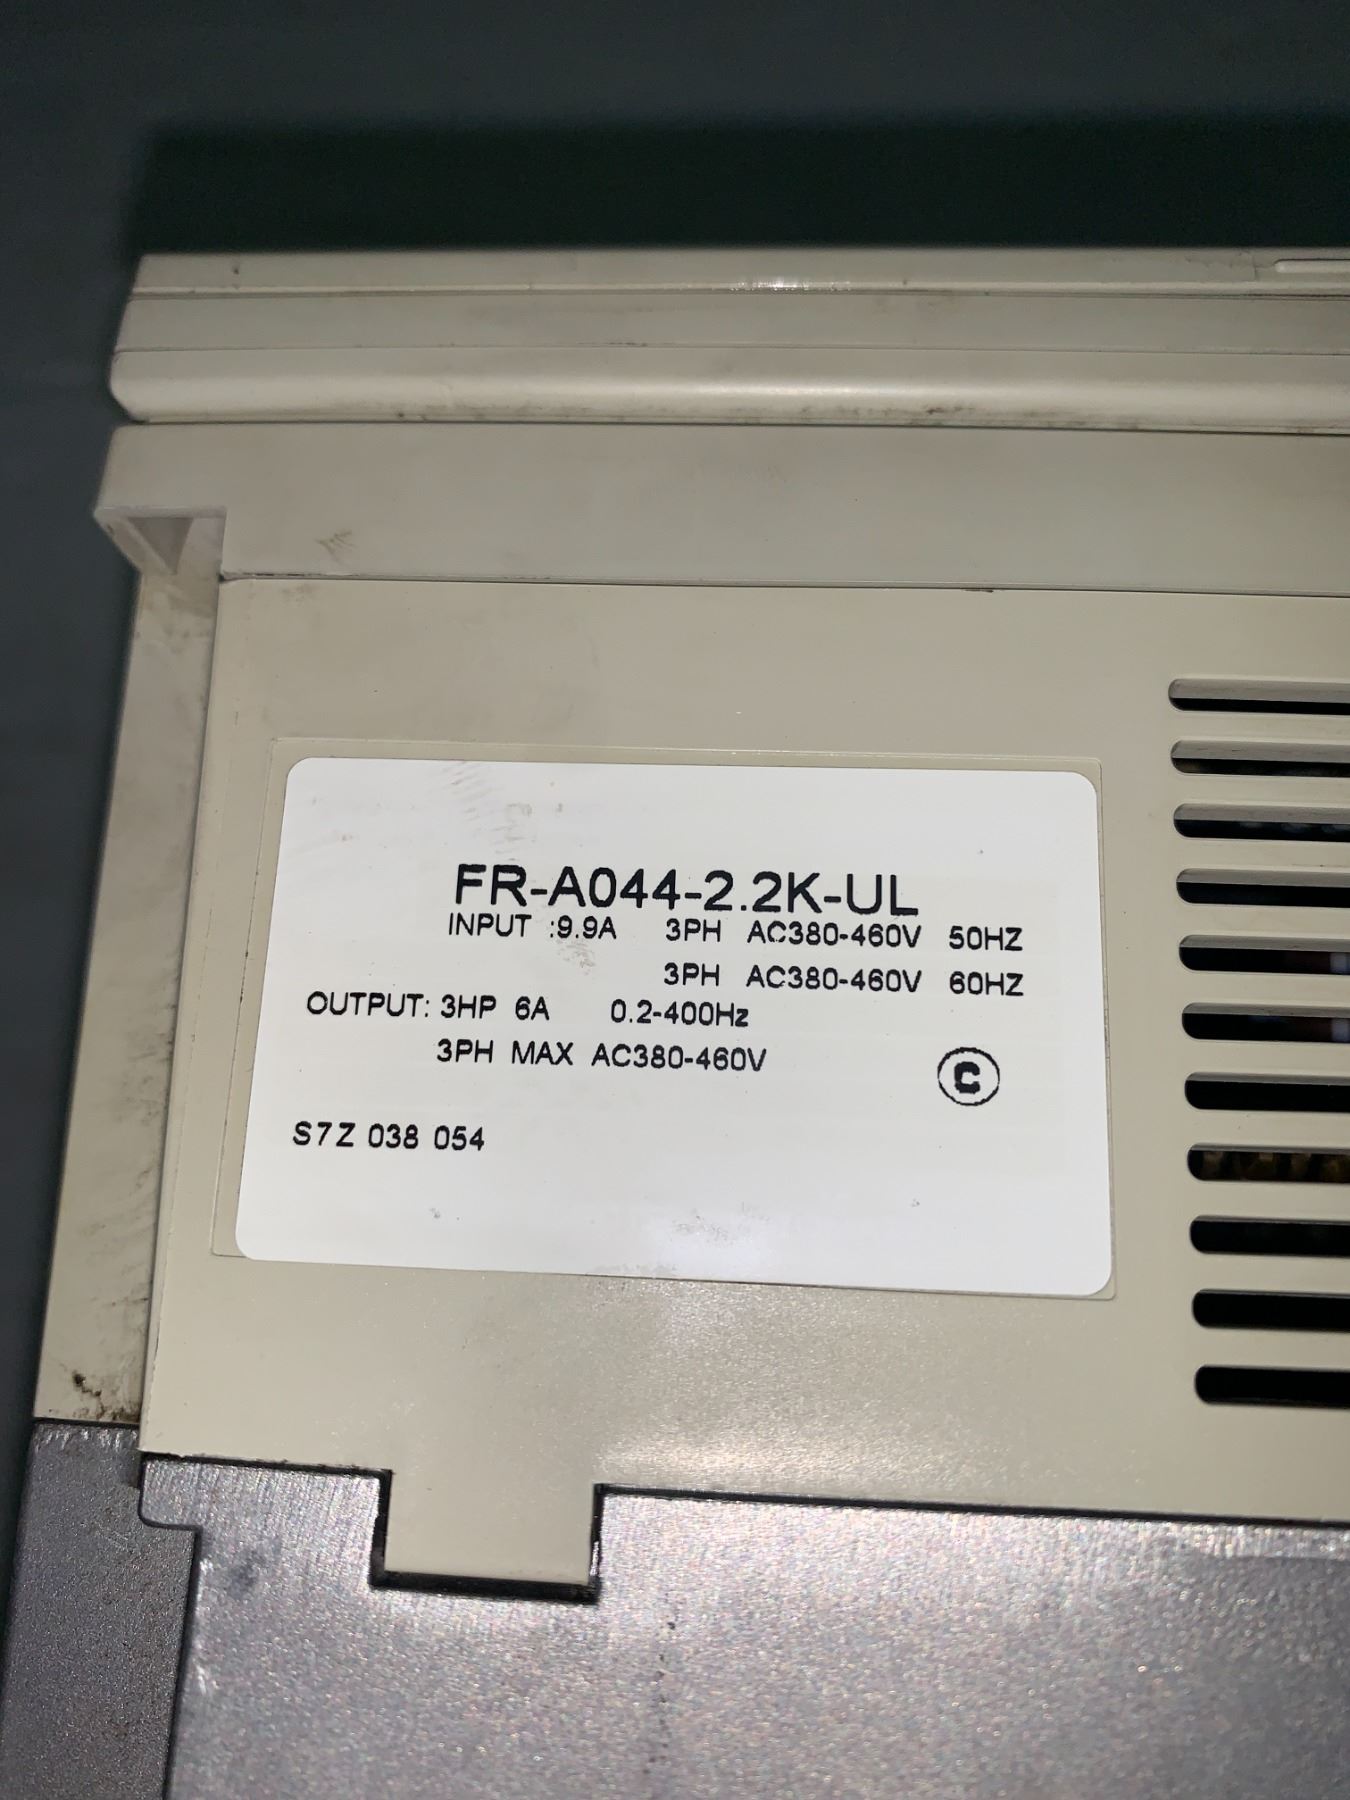 FR-A044-2.2K-UL
INPUT :9.9A 3PH AC380-460V 50HZ
3PH AC380-460V 60HZ
OUTPUT: 3HP 6A 0.2-400Hz
3PH MAX AC380-460V
C
S7Z 038 054